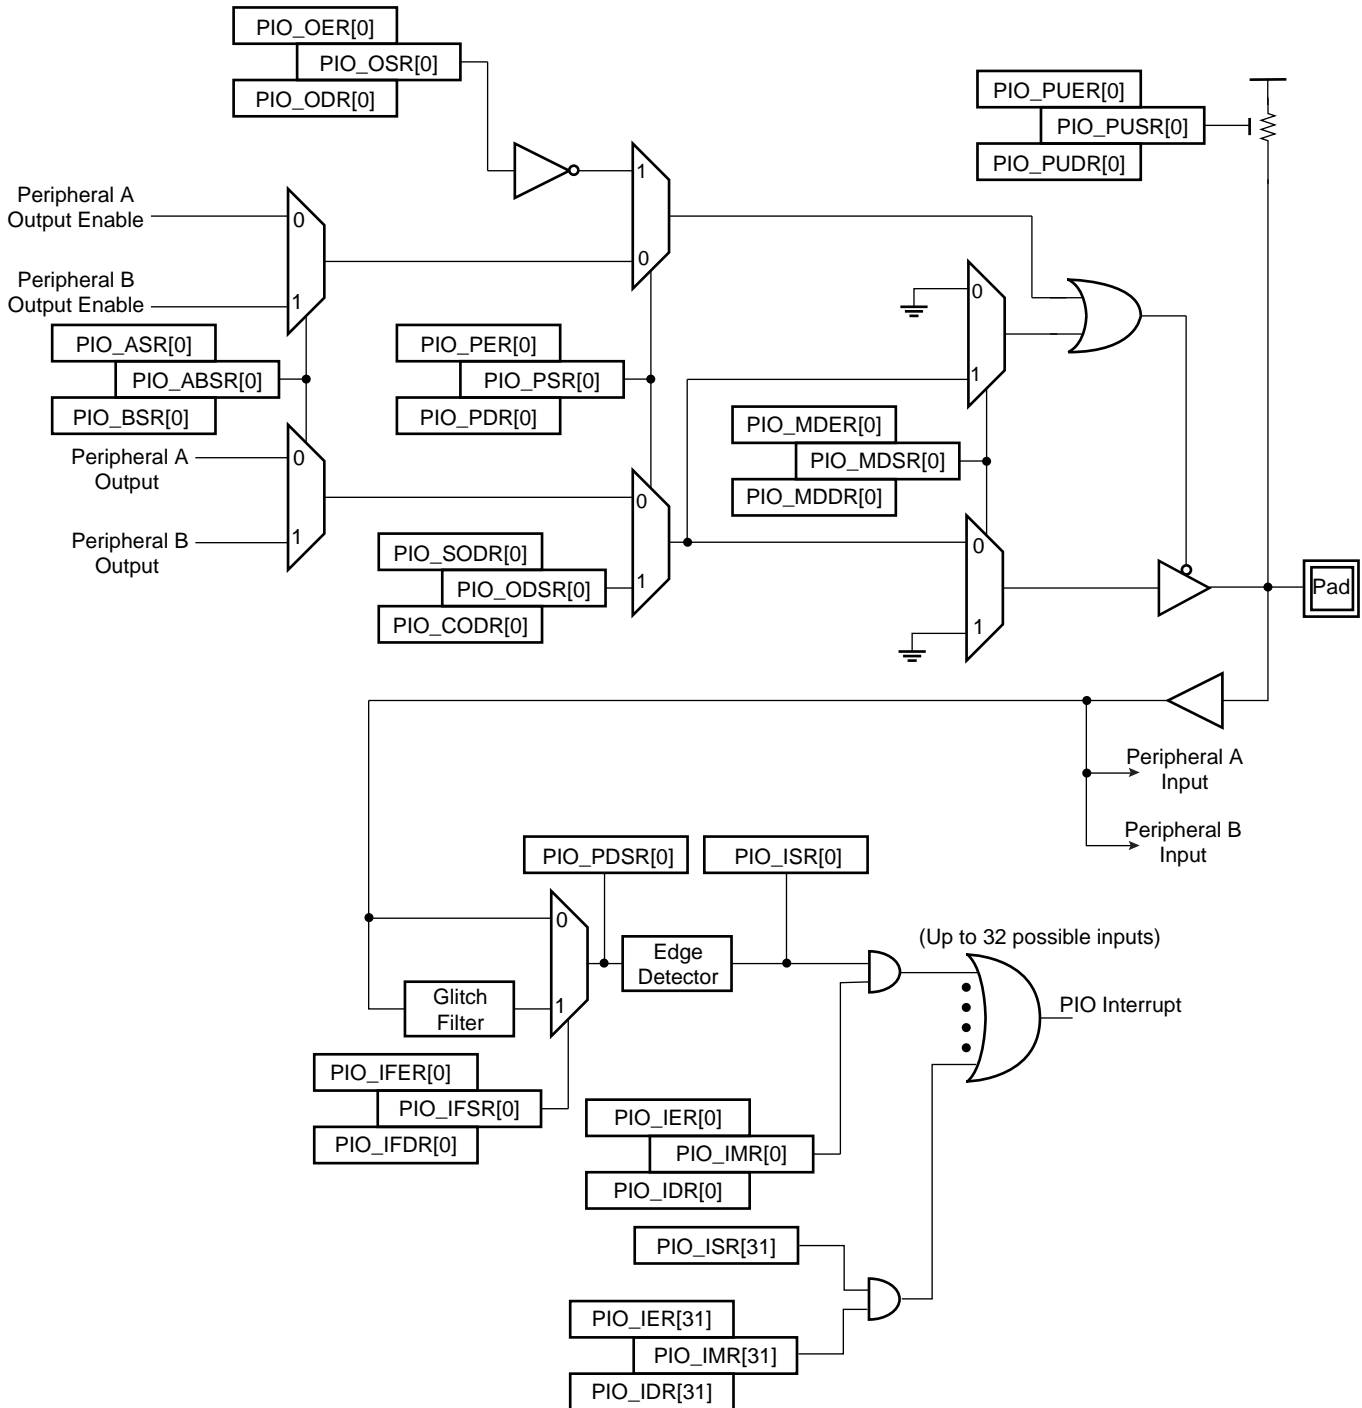 PIO_OER[0]
PIO_OSR[0]
PIO_ODR[0]
PIO_PUER[0]
PIO_PUSR[0]
PIO_PUDR[0]
1
0
Peripheral A
Output Enable
0
Peripheral B
Output Enable
1
PIO_ASR[0]
PIO_ABSR[0]
PIO_BSR[0]
PIO_PER[0]
PIO_PSR[0]
PIO_PDR[0]
0
1
PIO_MDER[0]
PIO_MDSR[0]
PIO_MDDR[0]
Peripheral A
Output
0
Peripheral B
Output
1
0
1
PIO_SODR[0]
PIO_ODSR[0]
PIO_CODR[0]
0
1
Pad
Peripheral A
Input
Peripheral B
Input
PIO_PDSR[0]
PIO_ISR[0]
0
1
Glitch
Filter
Edge
Detector
(Up to 32 possible inputs)
PIO Interrupt
PIO_IFER[0]
PIO_IFSR[0]
PIO_IFDR[0]
PIO_IER[0]
PIO_IMR[0]
PIO_IDR[0]
PIO_ISR[31]
PIO_IER[31]
PIO_IMR[31]
PIO_IDR[31]